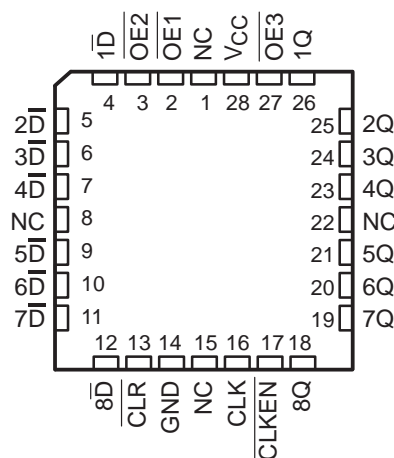 1D̅ OE2̅ OE1̅ NC VCC OE3̅ 1Q
4 3 2 1 28 27 26
2D̅ 5 25 2Q
3D̅ 6 24 3Q
4D̅ 7 23 4Q
NC 8 22 NC
5D̅ 9 21 5Q
6D̅ 10 20 6Q
7D̅ 11 19 7Q
12 13 14 15 16 17 18
8D̅ C̅L̅R̅ GND NC CLK C̅L̅K̅E̅N̅ 8Q